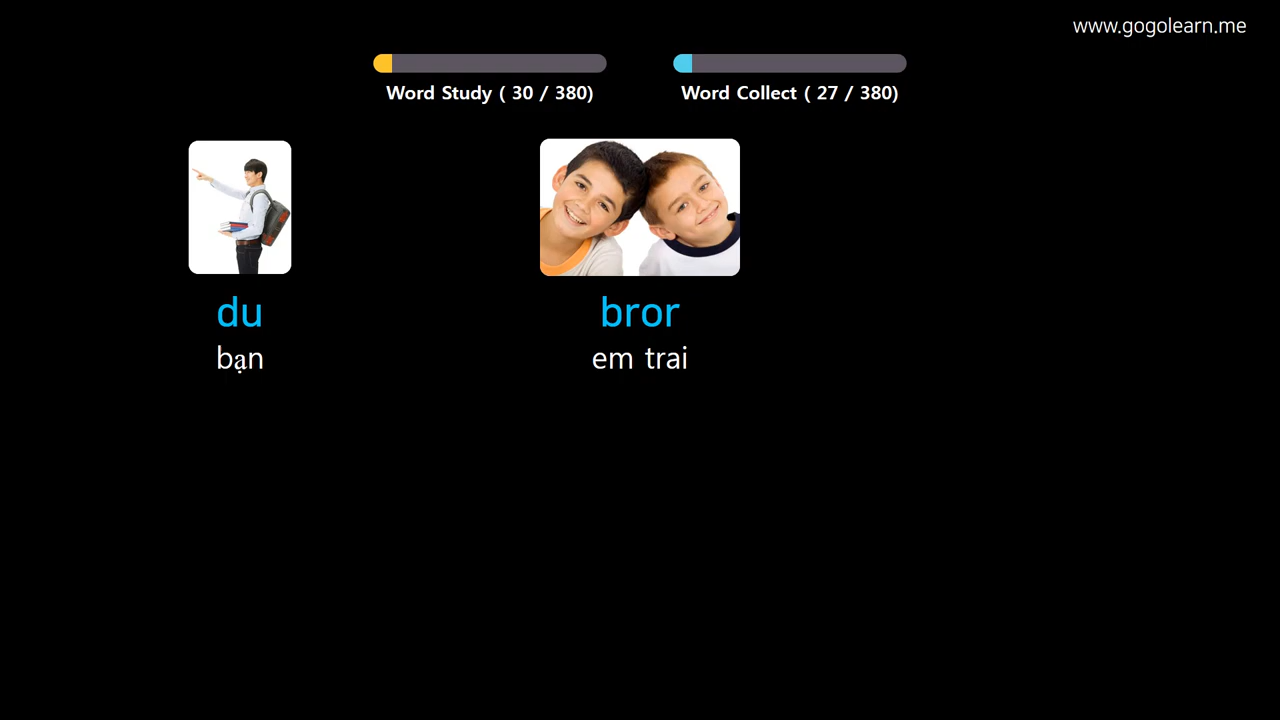 www.gogolearn.me
Word Study ( 30 / 380)
Word Collect ( 27 / 380)
du
bạn
bror
em trai